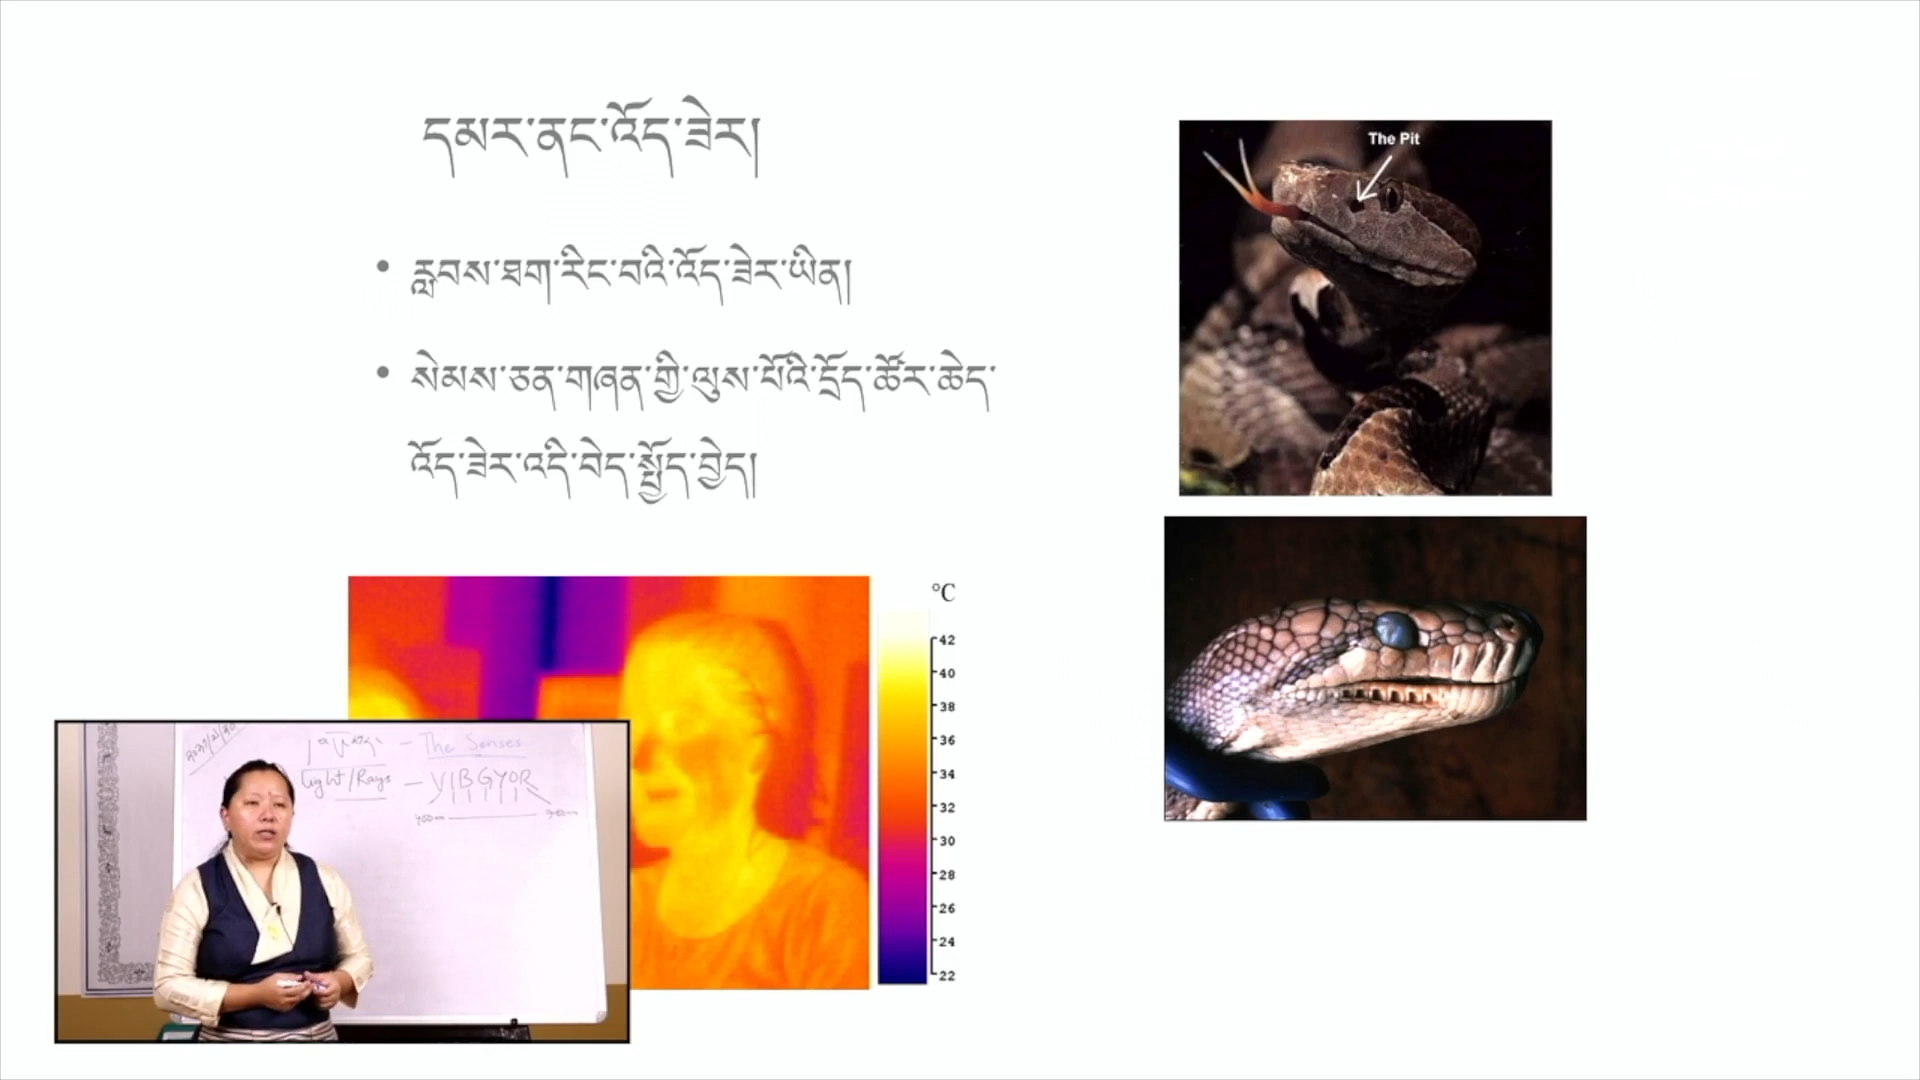 དམར་ནང་འོད་ཟེར།
• རླབས་ཐག་རིང་བའི་འོད་ཟེར་ཡིན།
• སེམས་ཅན་གཞན་གྱི་ལུས་པོའི་དྲོད་ཚོར་ཆེད་
འོད་ཟེར་འདི་བེད་སྤྱོད་བྱེད།
The Pit
°C
42
40
38
36
34
32
30
28
26
24
22
– The Senses
Light/Rays – VIBGYOR